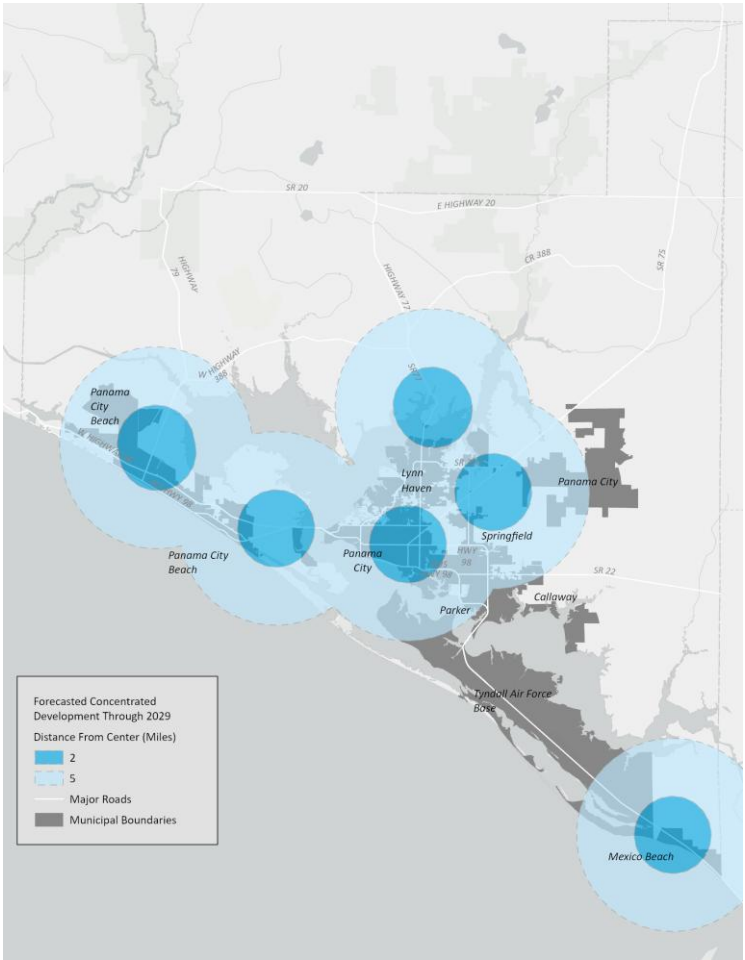 SR 20
E HIGHWAY 20
HIGHWAY
79
HIGHWAY 77
CR 388
SR 75
W HIGHWAY
388
Panama
City
Beach
HWY 98
Lynn
Haven
Panama City
Springfield
Panama City
Beach
Panama
City
HWY
98
SR 22
Callaway
Parker
Tyndall Air Force
Base
Mexico Beach
Forecasted Concentrated
Development Through 2029
Distance From Center (Miles)
2
5
Major Roads
Municipal Boundaries